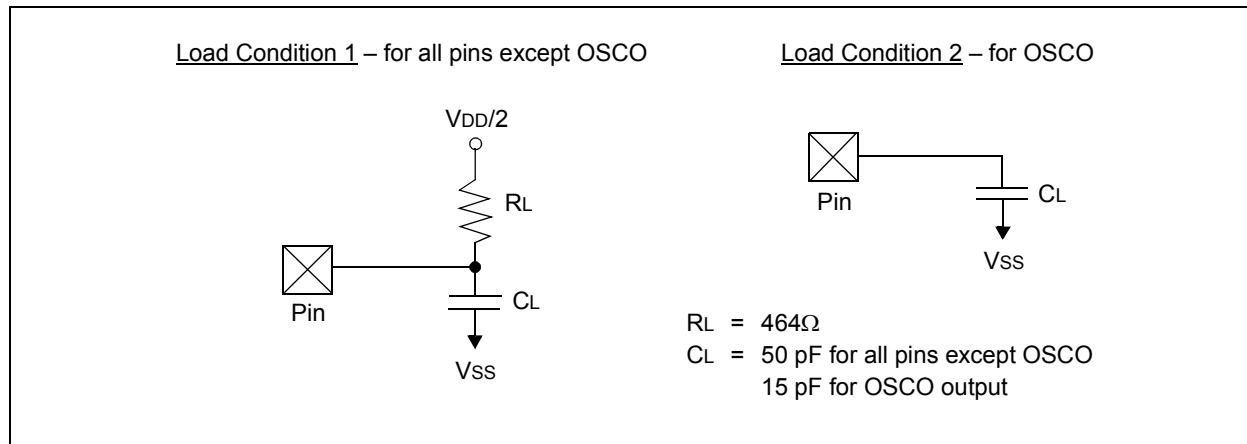 Load Condition 1 – for all pins except OSCO
VDD/2
RL
Pin
CL
VSS
Load Condition 2 – for OSCO
Pin
CL
VSS
RL = 464Ω
CL = 50 pF for all pins except OSCO
15 pF for OSCO output